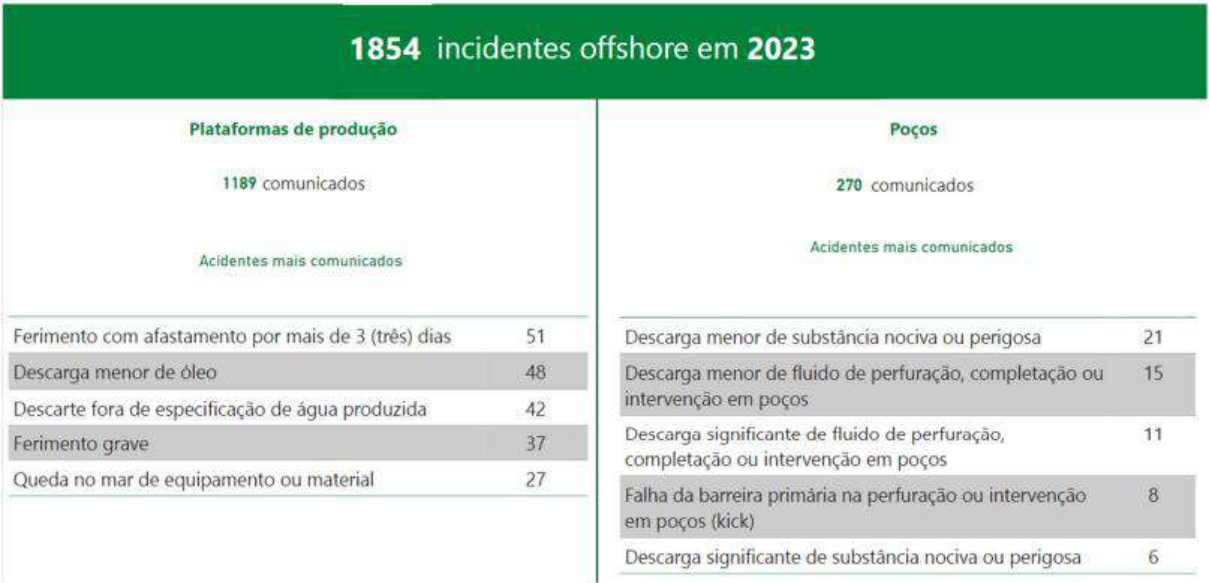 1854 incidentes offshore em 2023
Plataformas de produção
1189 comunicados
Acidentes mais comunicados
Ferimento com afastamento por mais de 3 (três) dias 51
Descarga menor de óleo 48
Descarte fora de especificação de água produzida 42
Ferimento grave 37
Queda no mar de equipamento ou material 27
Poços
270 comunicados
Acidentes mais comunicados
Descarga menor de substância nociva ou perigosa 21
Descarga menor de fluido de perfuração, completação ou 15
intervenção em poços
Descarga significante de fluido de perfuração, 11
completação ou intervenção em poços
Falha da barreira primária na perfuração ou intervenção 8
em poços (kick)
Descarga significante de substância nociva ou perigosa 6